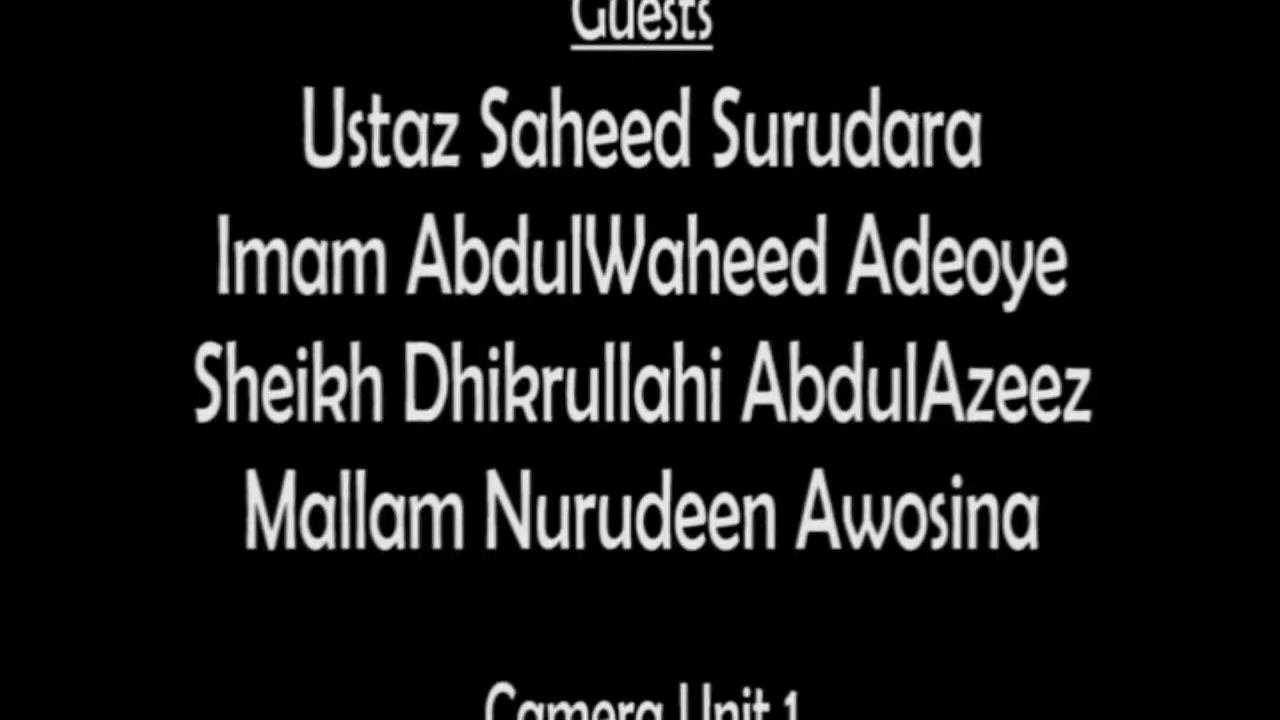 Guests
Ustaz Saheed Surudara
Imam AbdulWaheed Adeoye
Sheikh Dhikrullahi AbdulAzeez
Mallam Nurudeen Awosina
Camera Unit 1